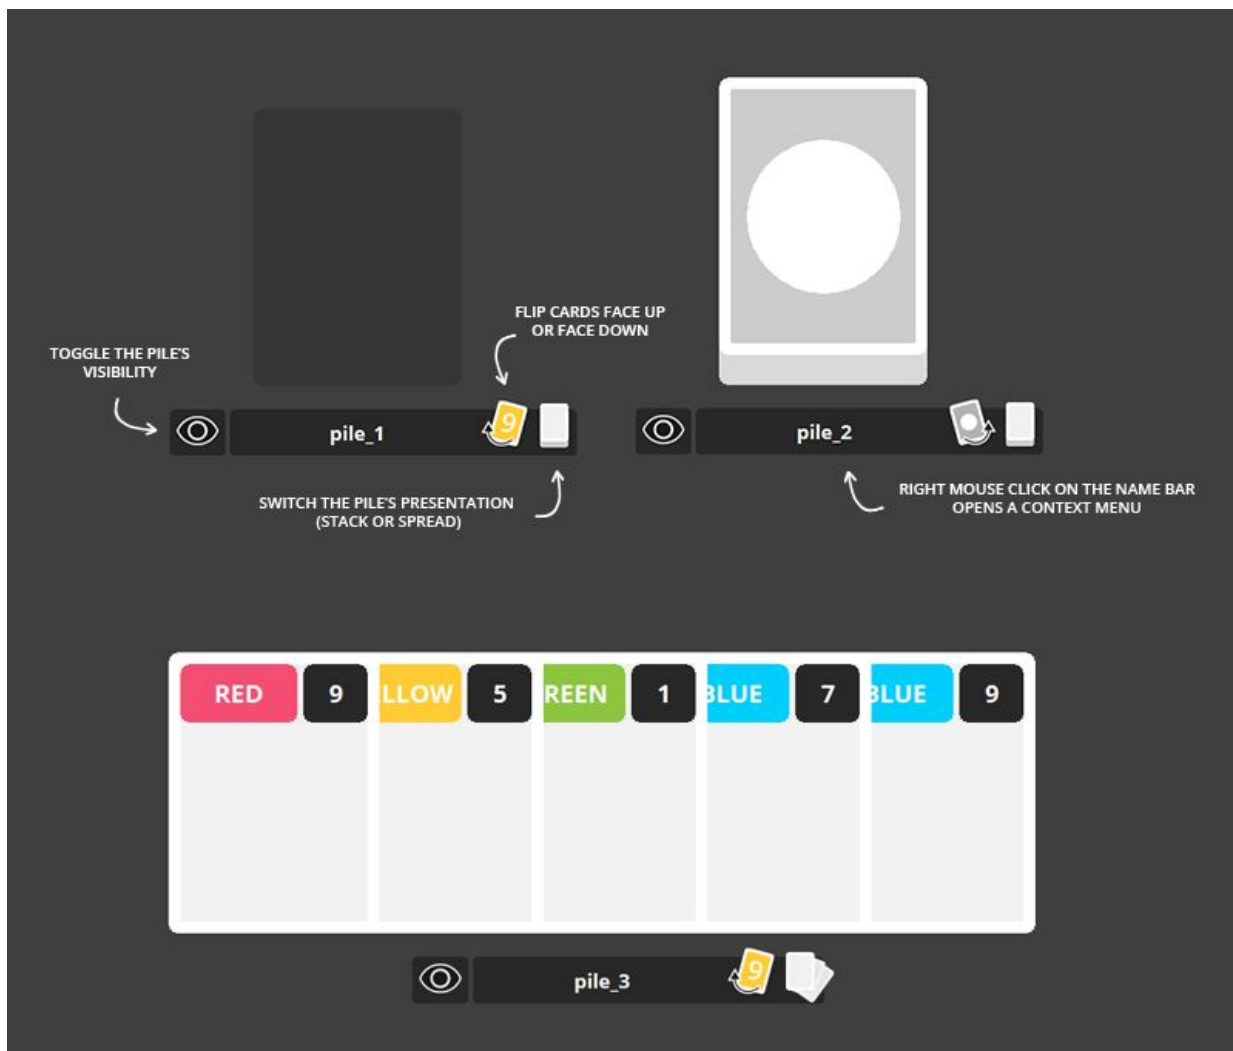 FLIP CARDS FACE UP
OR FACE DOWN
TOGGLE THE PILE'S
VISIBILITY
9
pile_1
pile_2
SWITCH THE PILE'S PRESENTATION
(STACK OR SPREAD)
RIGHT MOUSE CLICK ON THE NAME BAR
OPENS A CONTEXT MENU
RED 9 LLOW 5 REEN 1 BLUE 7 BLUE 9
9
pile_3